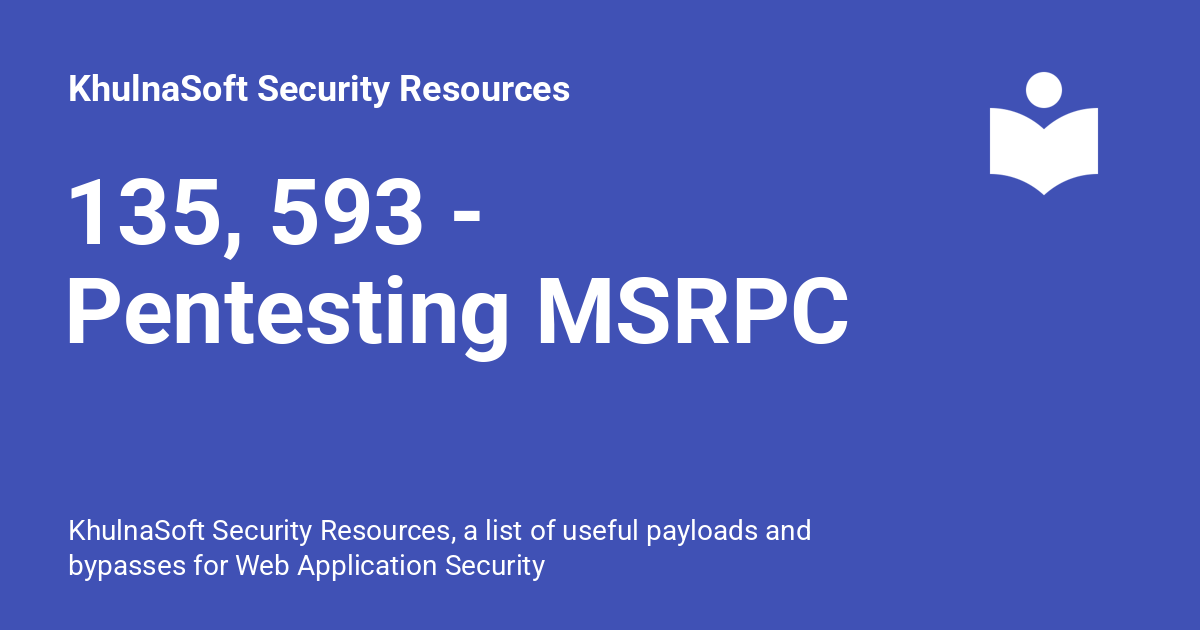 KhulnaSoft Security Resources
135, 593 -
Pentesting MSRPC
KhulnaSoft Security Resources, a list of useful payloads and
bypasses for Web Application Security